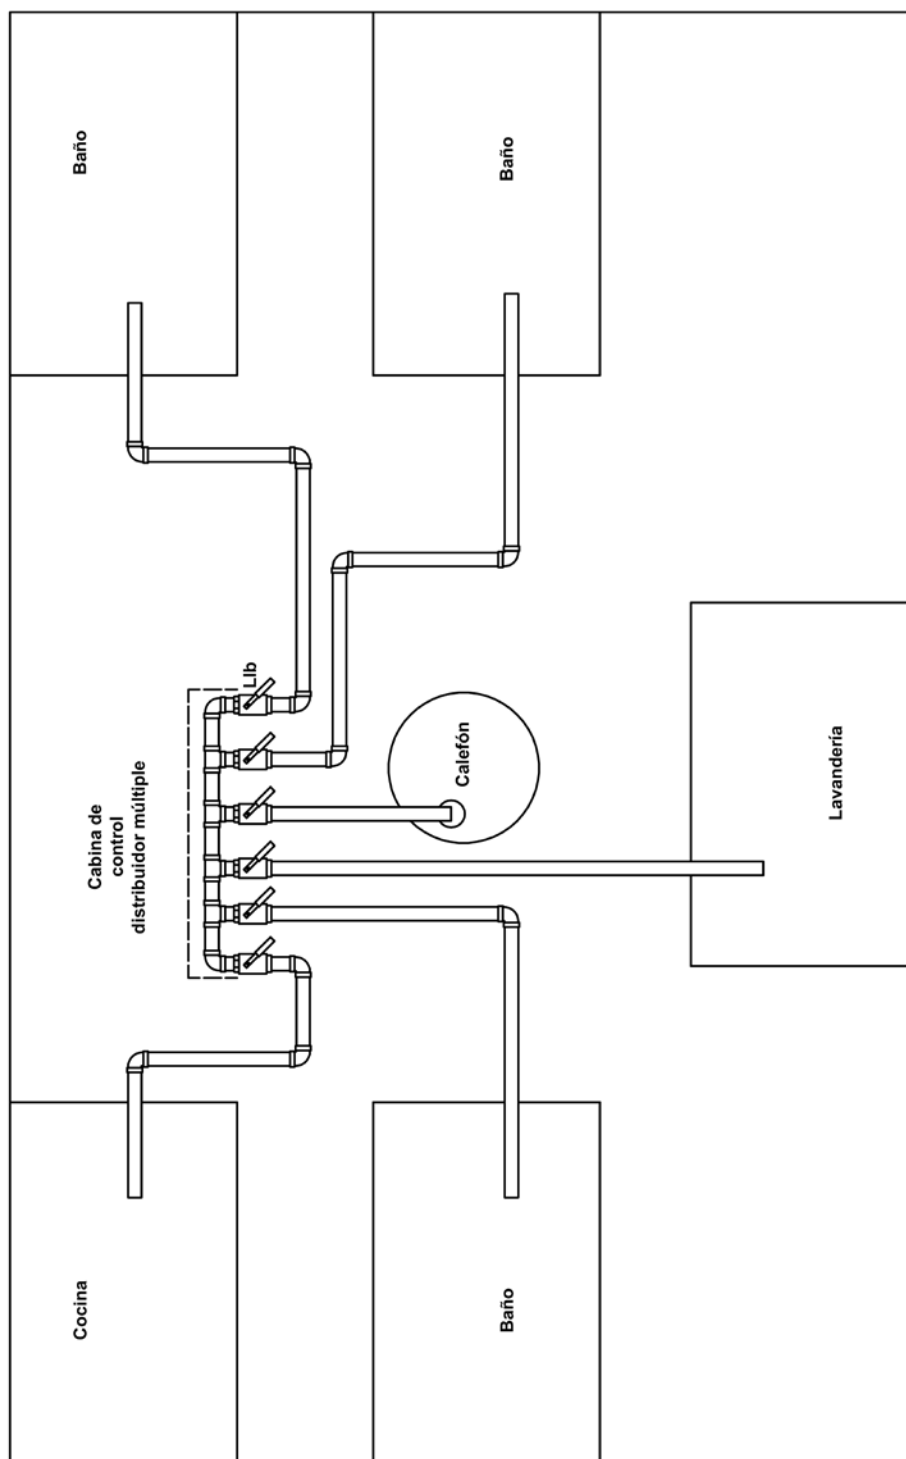 Cocina
Cabina de
control
distribuidor múltiple
Baño
Llb
Baño
Calefón
Baño
Lavandería